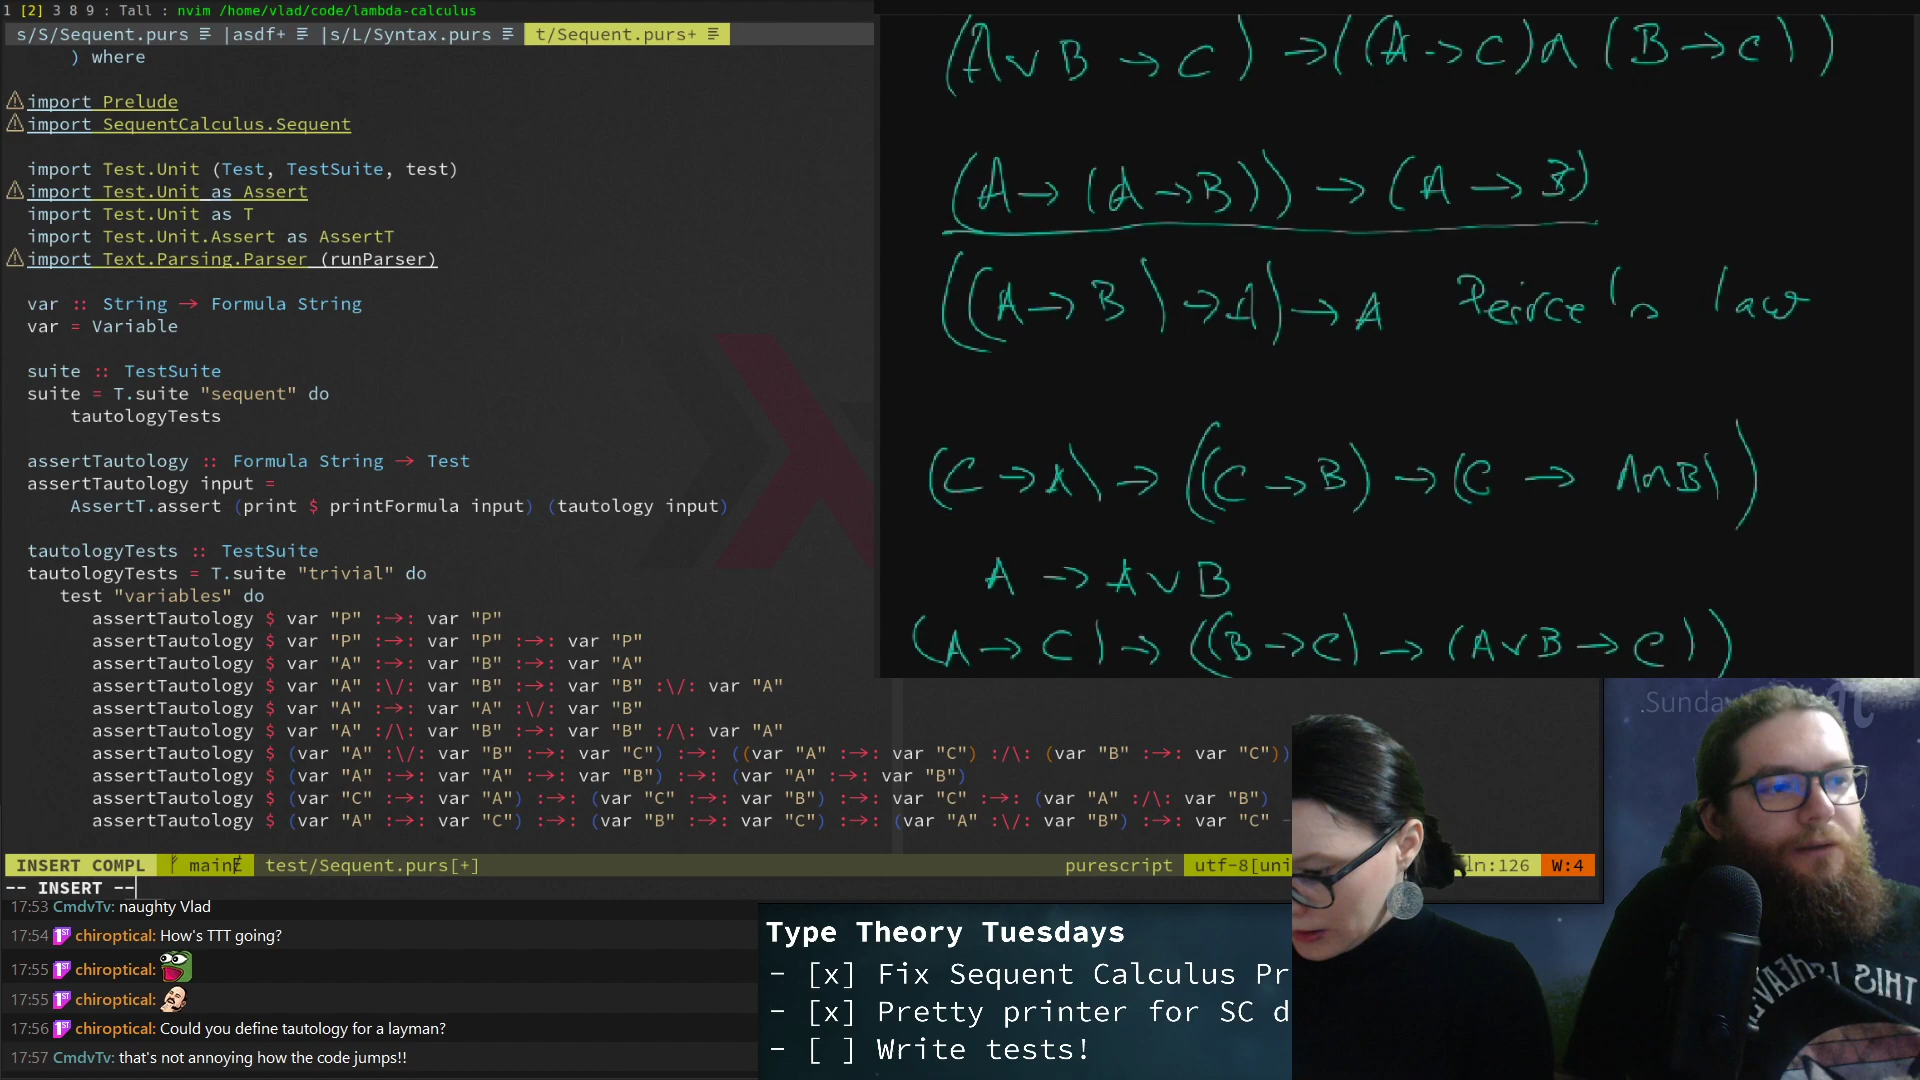 1 [2] 3 8 9 : Tall : nvim /home/vlad/code/lambda-calculus
s/S/Sequent.purs |asdf+ |s/L/Syntax.purs t/Sequent.purs+
) where
import Prelude
import SequentCalculus.Sequent
import Test.Unit (Test, TestSuite, test)
import Test.Unit as Assert
import Test.Unit as T
import Test.Unit.Assert as AssertT
import Text.Parsing.Parser (runParser)
var :: String → Formula String
var = Variable
suite :: TestSuite
suite = T.suite "sequent" do
tautologyTests
assertTautology :: Formula String → Test
assertTautology input =
AssertT.assert (print $ printFormula input) (tautology input)
tautologyTests :: TestSuite
tautologyTests = T.suite "trivial" do
test "variables" do
assertTautology $ var "P" :→: var "P"
assertTautology $ var "P" :→: var "P" :→: var "P"
assertTautology $ var "A" :→: var "B" :→: var "A"
assertTautology $ var "A" :\/: var "B" :→: var "B" :\/: var "A"
assertTautology $ var "A" :→: var "A" :\/: var "B"
assertTautology $ var "A" :/\: var "B" :→: var "B" :/\: var "A"
assertTautology $ (var "A" :\/: var "B" :→: var "C") :→: ((var "A" :→: var "C") :/\: (var "B" :→: var "C"))
assertTautology $ (var "A" :→: var "A" :→: var "B") :→: (var "A" :→: var "B")
assertTautology $ (var "C" :→: var "A") :→: (var "C" :→: var "B") :→: var "C" :→: (var "A" :/\: var "B")
assertTautology $ (var "A" :→: var "C") :→: (var "B" :→: var "C") :→: (var "A" :\/: var "B") :→: var "C"
INSERT COMPL main test/Sequent.purs[+] purescript utf-8[uni ln:126 W:4
-- INSERT --
17:53 CmdvTv: naughty Vlad
17:54 chiroptical: How's TTT going?
17:55 chiroptical:
17:55 chiroptical:
17:56 chiroptical: Could you define tautology for a layman?
17:57 CmdvTv: that's not annoying how the code jumps!!
(A∨B → C) → ((A → C) ∧ (B → C))
(A → (A → B)) → (A → B)
((A → B) → A) → A Peirce's law
(C → A) → ((C → B) → (C → A∧B))
A → A∨B
(A → C) → ((B → C) → (A∨B → C))
Type Theory Tuesdays
- [x] Fix Sequent Calculus Pr
- [x] Pretty printer for SC d
- [ ] Write tests!
.Sunday